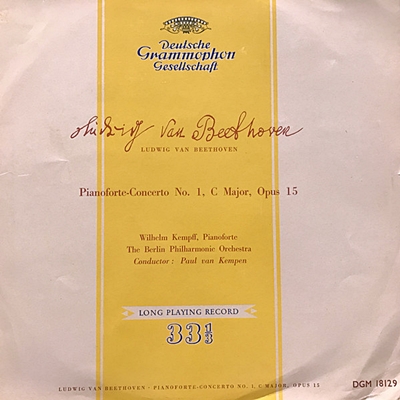 Deutsche
Grammophon
Gesellschaft
Ludwig van Beethoven
LUDWIG VAN BEETHOVEN
Pianoforte-Concerto No. 1, C Major, Opus 15
Wilhelm Kempff, Pianoforte
The Berlin Philharmonic Orchestra
Conductor: Paul van Kempen
LONG PLAYING RECORD
33⅓
DGM 18129
LUDWIG VAN BEETHOVEN · PIANOFORTE-CONCERTO NO. 1, C MAJOR, OPUS 15